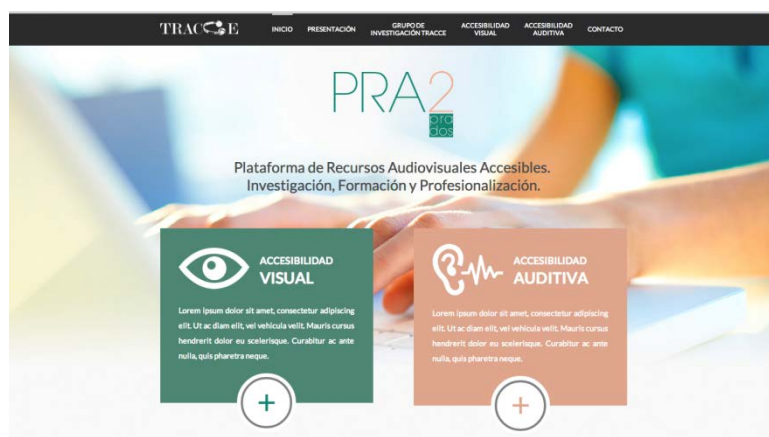 TRACCE
INICIO
PRESENTACIÓN
GRUPO DE
INVESTIGACIÓN TRACCE
ACCESIBILIDAD
VISUAL
ACCESIBILIDAD
AUDITIVA
CONTACTO
PRA2
pra
dos
Plataforma de Recursos Audiovisuales Accesibles.
Investigación, Formación y Profesionalización.
ACCESIBILIDAD
VISUAL
Lorem ipsum dolor sit amet, consectetur adipiscing
elit. Ut ac diam elit, vel vehicula velit. Mauris cursus
hendrerit dolor eu scelerisque. Curabitur ac ante
nulla, quis pharetra neque.
ACCESIBILIDAD
AUDITIVA
Lorem ipsum dolor sit amet, consectetur adipiscing
elit. Ut ac diam elit, vel vehicula velit. Mauris cursus
hendrerit dolor eu scelerisque. Curabitur ac ante
nulla, quis pharetra neque.